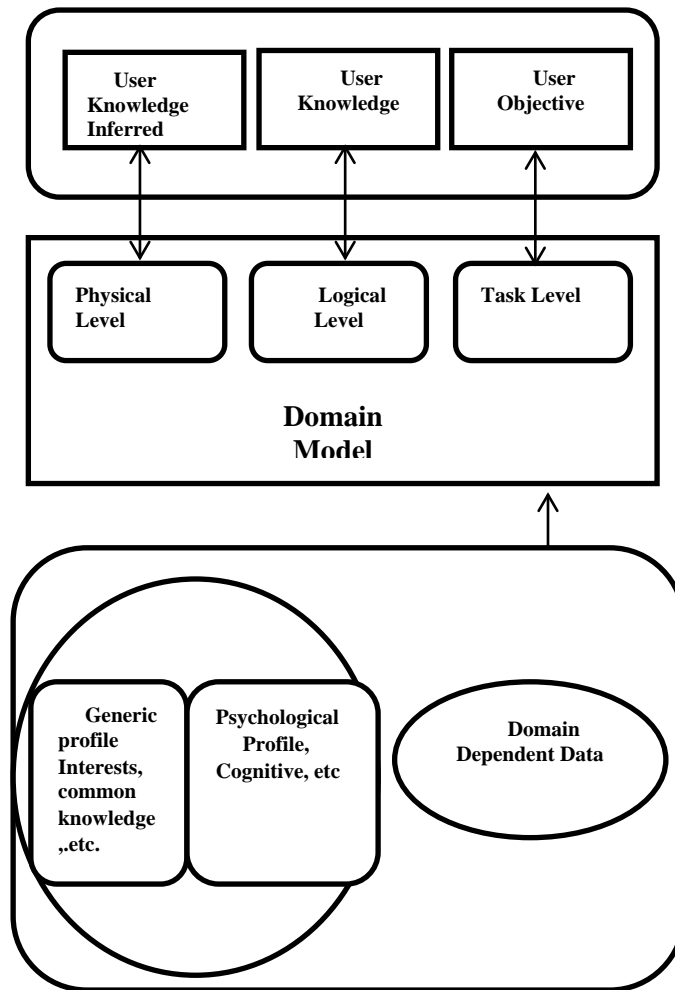 User
Knowledge
Inferred
User
Knowledge
User
Objective
Physical
Level
Logical
Level
Task Level
Domain
Model
Generic
profile
Interests,
common
knowledge
,.etc.
Psychological
Profile,
Cognitive, etc
Domain
Dependent Data